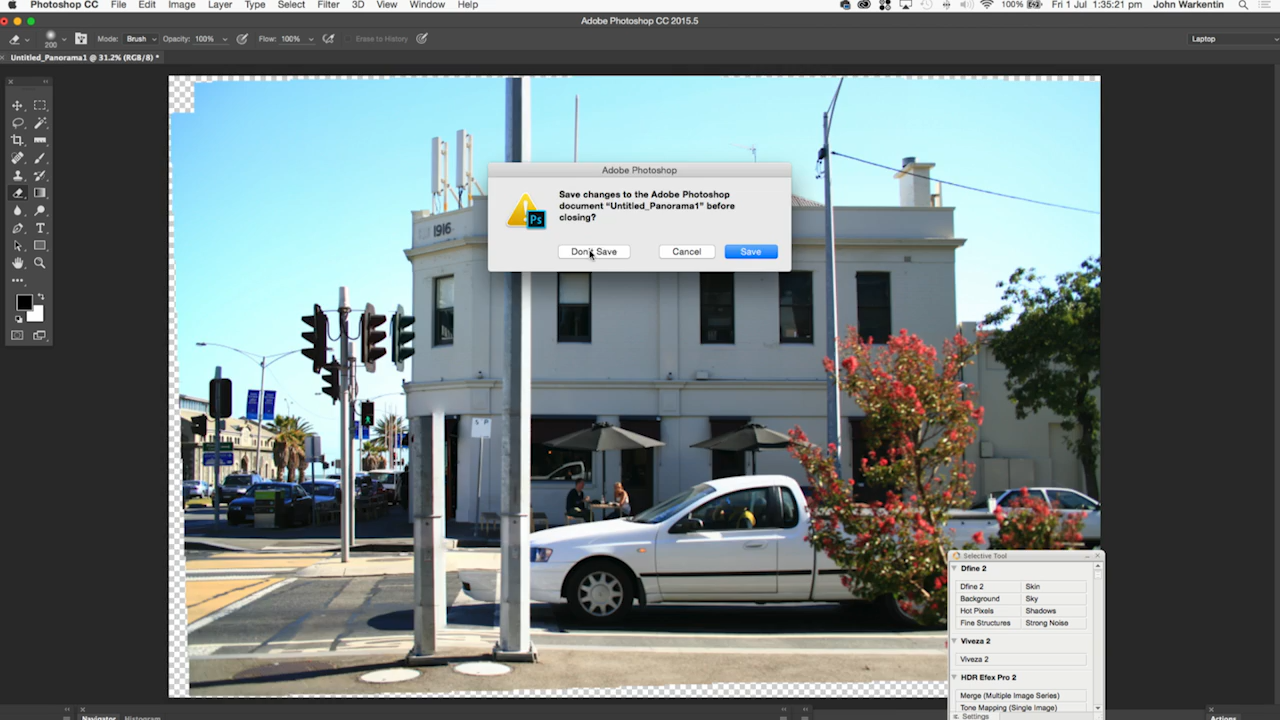 Photoshop CC File Edit Image Layer Type Select Filter 3D View Window Help 100% Fri 1 Jul 1:35:21 pm John Warkentin
Adobe Photoshop CC 2015.5
200 Mode: Brush Opacity: 100% Flow: 100% Erase to History Laptop
Untitled_Panorama1 @ 31.2% (RGB/8) *
Adobe Photoshop
Save changes to the Adobe Photoshop
document “Untitled_Panorama1” before
closing?
Ps
Don't Save Cancel Save
1916
S P
Selective Tool
Dfine 2
Dfine 2 Skin
Background Sky
Hot Pixels Shadows
Fine Structures Strong Noise
Viveza 2
Viveza 2
HDR Efex Pro 2
Merge (Multiple Image Series)
Tone Mapping (Single Image)
Settings
Navigator Histogram Actions